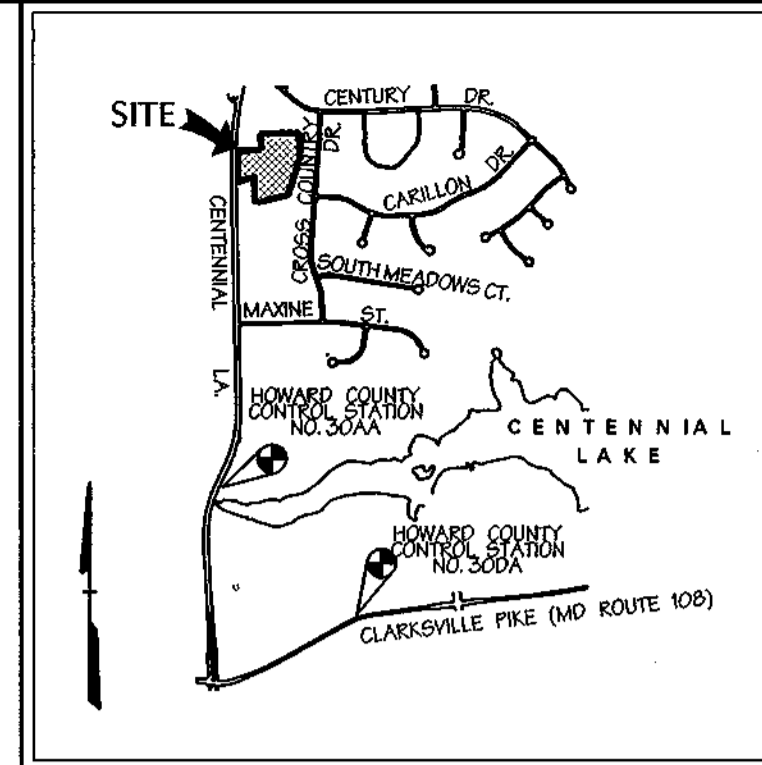 SITE
CENTURY DR.
CROSS COUNTRY DR.
CARILLON DR.
CENTENNIAL LA.
SOUTH MEADOWS CT.
MAXINE ST.
HOWARD COUNTY
CONTROL STATION
NO. 30AA
CENTENNIAL
LAKE
HOWARD COUNTY
CONTROL STATION
NO. 30DA
CLARKSVILLE PIKE (MD ROUTE 108)